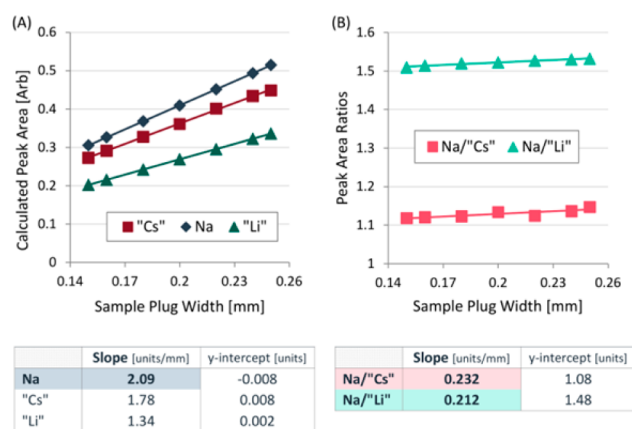 (A)
Calculated Peak Area [Arb]
0.6
0.5
0.4
0.3
0.2
0.1
0
"Cs" Na "Li"
0.14 0.17 0.2 0.23 0.26
Sample Plug Width [mm]
(B)
Peak Area Ratios
1.6
1.5
1.4
1.3
1.2
1.1
1
Na/"Cs" Na/"Li"
0.14 0.17 0.2 0.23 0.26
Sample Plug Width [mm]
Slope [units/mm] y-intercept [units]
Na 2.09 -0.008
"Cs" 1.78 0.008
"Li" 1.34 0.002
Slope [units/mm] y-intercept [units]
Na/"Cs" 0.232 1.08
Na/"Li" 0.212 1.48